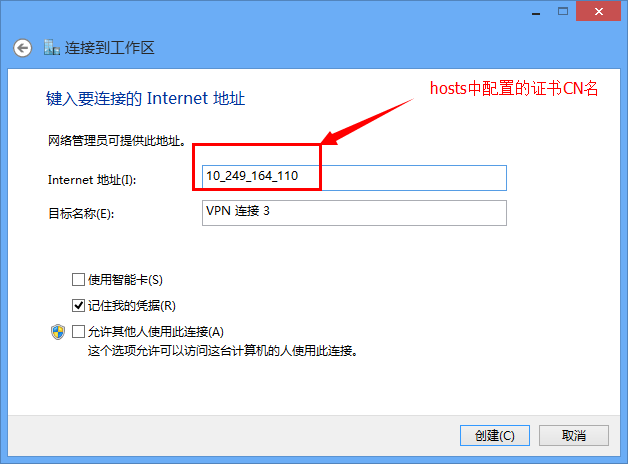 连接到工作区
键入要连接的 Internet 地址
hosts中配置的证书CN名
网络管理员可提供此地址。
Internet 地址(I):
10_249_164_110
目标名称(E):
VPN 连接 3
使用智能卡(S)
记住我的凭据(R)
允许其他人使用此连接(A)
这个选项允许可以访问这台计算机的人使用此连接。
创建(C)
取消